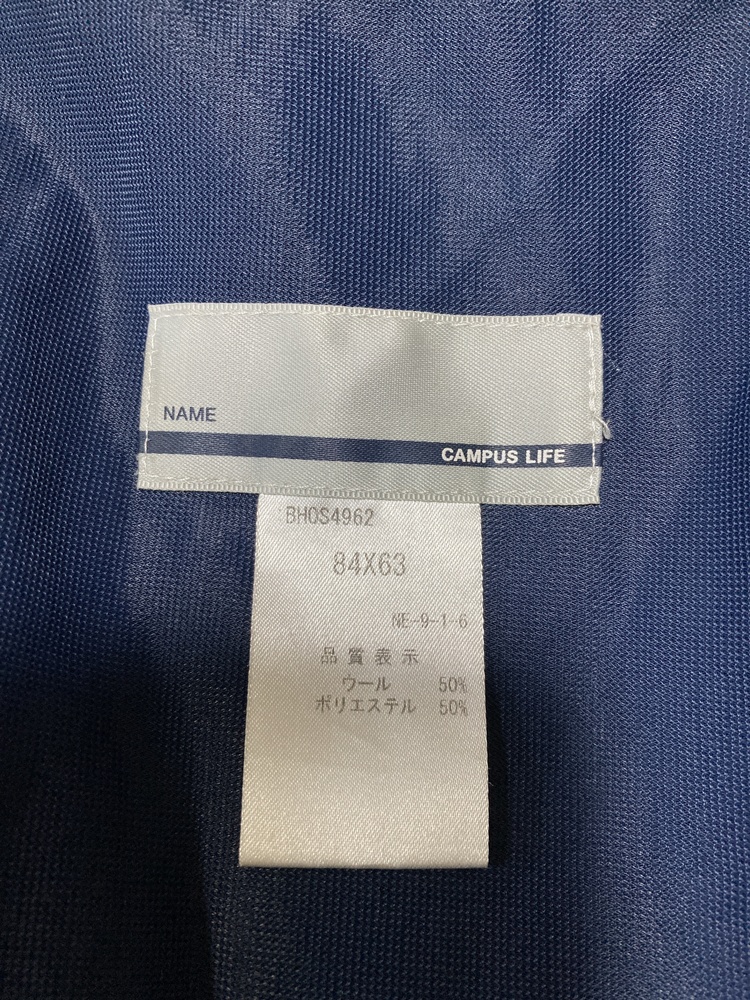 NAME
CAMPUS LIFE
BHOS4962
84X63
NE-9-1-6
品質表示
ウール 50%
ポリエステル 50%